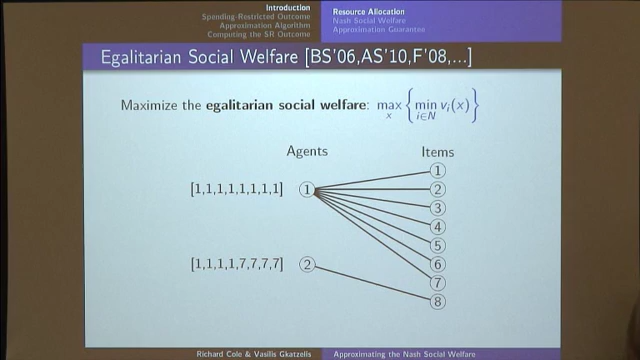 Introduction
Spending-Restricted Outcome
Approximation Algorithm
Computing the SR Outcome
Resource Allocation
Nash Social Welfare
Approximation Guarantee
Egalitarian Social Welfare [BS'06,AS'10,F'08,...]
Maximize the egalitarian social welfare: max x { min i∈N v_i(x) }
Agents Items
[1,1,1,1,1,1,1,1] 1
[1,1,1,1,7,7,7,7] 2
1
2
3
4
5
6
7
8
Richard Cole & Vasilis Gkatzelis Approximating the Nash Social Welfare